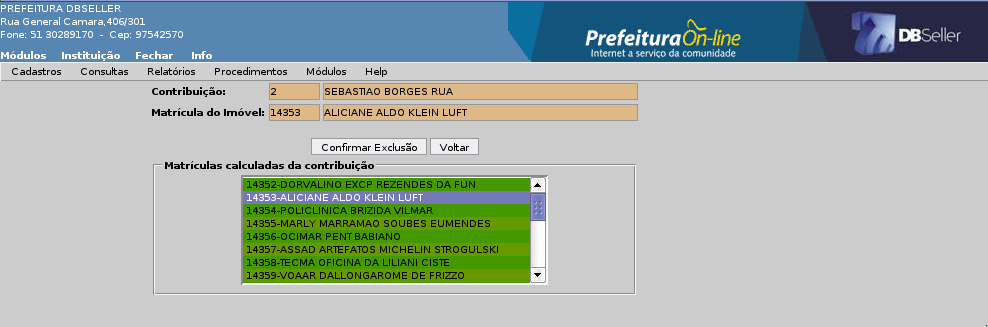 PREFEITURA DBSELLER
Rua General Camara,406/301
Fone: 51 30289170 - Cep: 97542570
Módulos Instituição Fechar Info
Prefeitura On-line
Internet a serviço da comunidade
DBSeller
Cadastros Consultas Relatórios Procedimentos Módulos Help
Contribuição: 2 SEBASTIAO BORGES RUA
Matrícula do Imóvel: 14353 ALICIANE ALDO KLEIN LUFT
Confirmar Exclusão Voltar
Matrículas calculadas da contribuição
14352-DORVALINO EXCP REZENDES DA FUN
14353-ALICIANE ALDO KLEIN LUFT
14354-POLICLINICA BRIZIDA VILMAR
14355-MARLY MARRAMAO SOUBES EUMENDES
14356-OCIMAR PENT BABIANO
14357-ASSAD ARTEFATOS MICHELIN STROGULSKI
14358-TECMA OFICINA DA LILIANI CISTE
14359-VOAAR DALLONGAROME DE FRIZZO